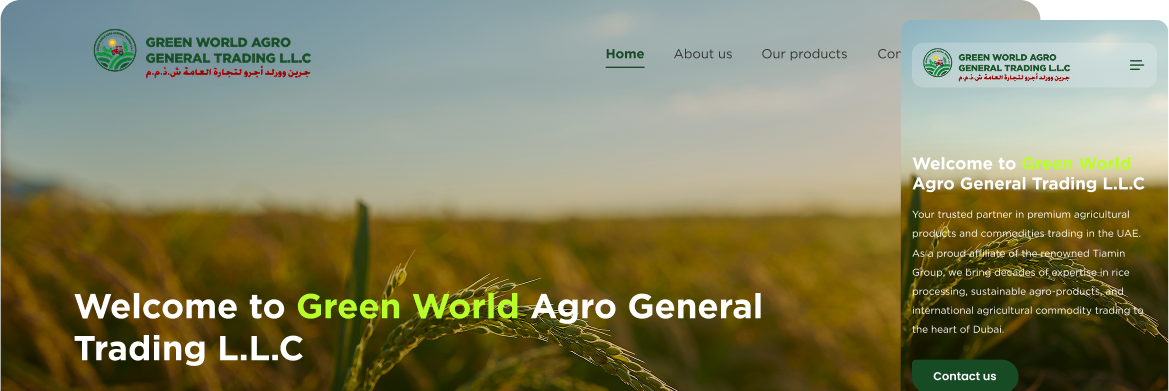 GREEN WORLD AGRO
GENERAL TRADING L.L.C
جرين وورلد أجرو لتجارة العامة ش.ذ.م.م
Home About us Our products Con
Welcome to Green World Agro General
Trading L.L.C
GREEN WORLD AGRO
GENERAL TRADING L.L.C
جرين وورلد أجرو لتجارة العامة ش.ذ.م.م
Welcome to Green World
Agro General Trading L.L.C
Your trusted partner in premium agricultural
products and commodities trading in the UAE.
As a proud affiliate of the renowned Tiamin
Group, we bring decades of expertise in rice
processing, sustainable agro-products, and
international agricultural commodity trading to
the heart of Dubai.
Contact us